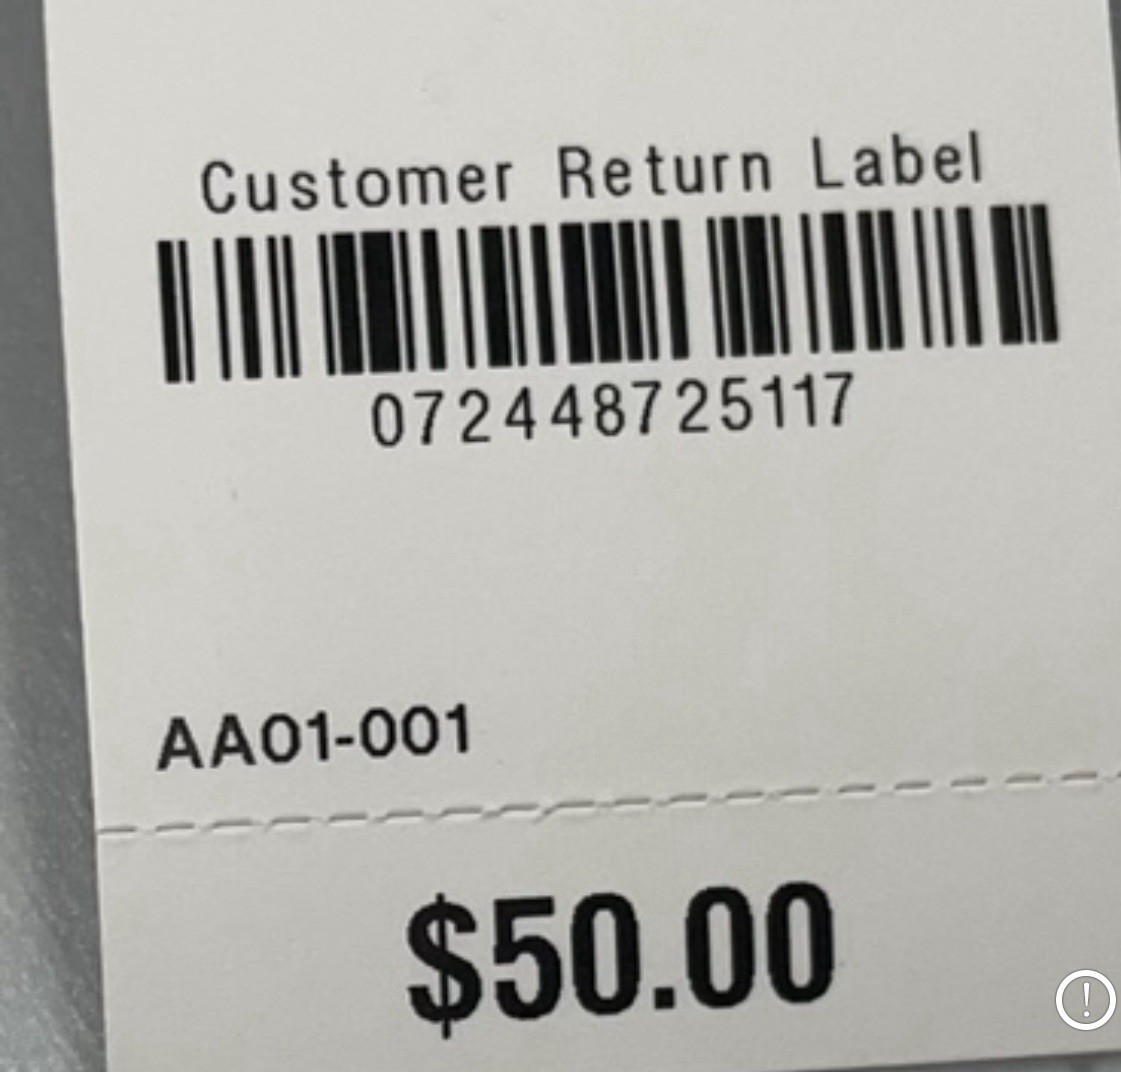 Customer Return Label
072448725117
AA01-001
$50.00